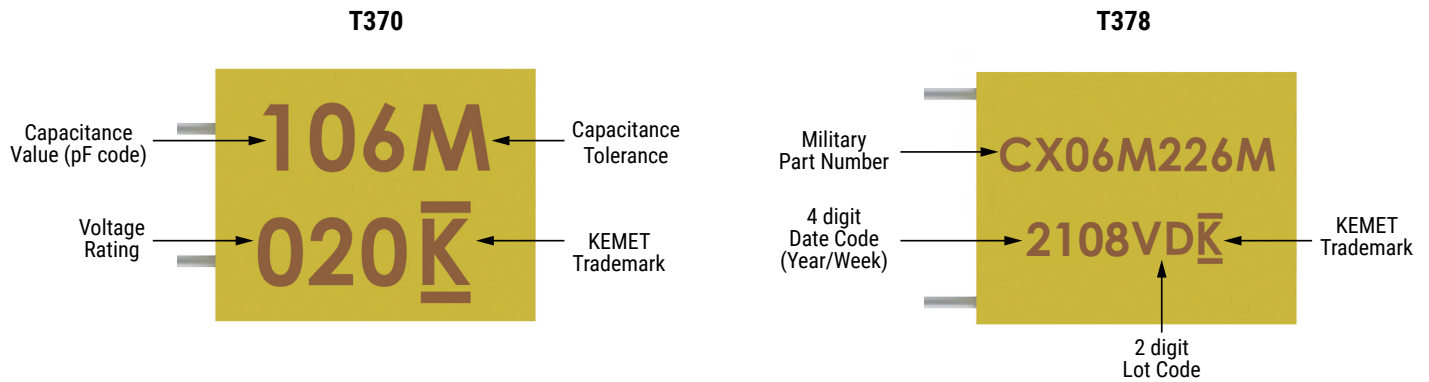 T370
Capacitance
Value (pF code)
106M
Capacitance
Tolerance
Voltage
Rating
020K
KEMET
Trademark
T378
Military
Part Number
CX06M226M
4 digit
Date Code
(Year/Week)
2108VDK
KEMET
Trademark
2 digit
Lot Code